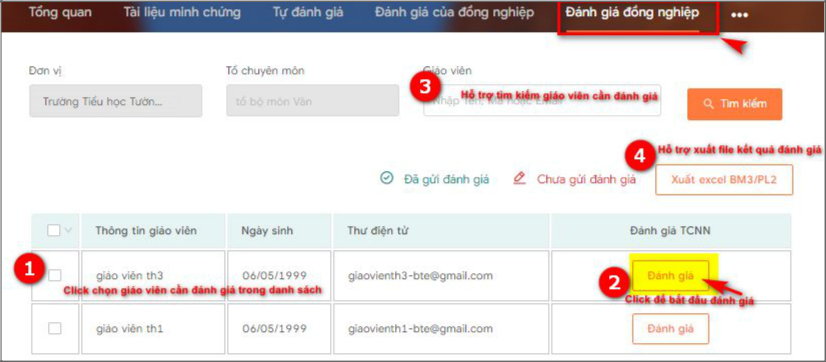 Tổng quan Tài liệu minh chứng Tự đánh giá Đánh giá của đồng nghiệp Đánh giá đồng nghiệp •••
Đơn vị Tổ chuyên môn Giáo viên
Trường Tiểu học Tườn... tổ bộ môn Văn Nhập Tên, Mã hoặc Email Tìm kiếm
3 Hỗ trợ tìm kiếm giáo viên cần đánh giá
4 Hỗ trợ xuất file kết quả đánh giá
Đã gửi đánh giá Chưa gửi đánh giá Xuất excel BM3/PL2
Thông tin giáo viên Ngày sinh Thư điện tử Đánh giá TCNN
1 giáo viên th3 06/05/1999 giaovienth3-bte@gmail.com 2 Đánh giá
Click chọn giáo viên cần đánh giá trong danh sách Click để bắt đầu đánh giá
giáo viên th1 06/05/1999 giaovienth1-bte@gmail.com Đánh giá